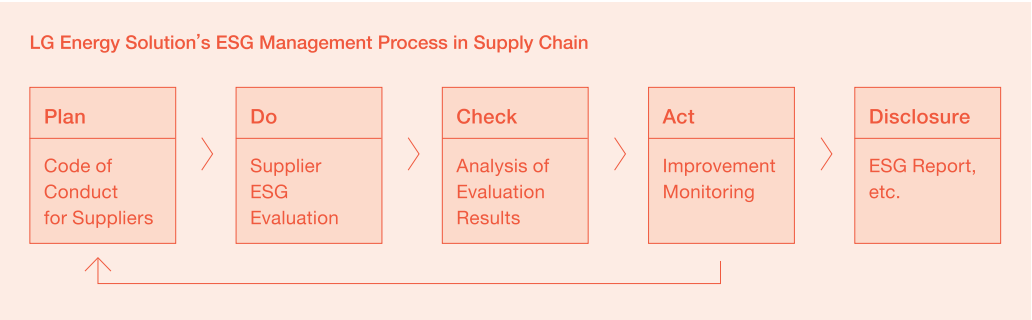 LG Energy Solution's ESG Management Process in Supply Chain
Plan
Code of
Conduct
for Suppliers
Do
Supplier
ESG
Evaluation
Check
Analysis of
Evaluation
Results
Act
Improvement
Monitoring
Disclosure
ESG Report,
etc.